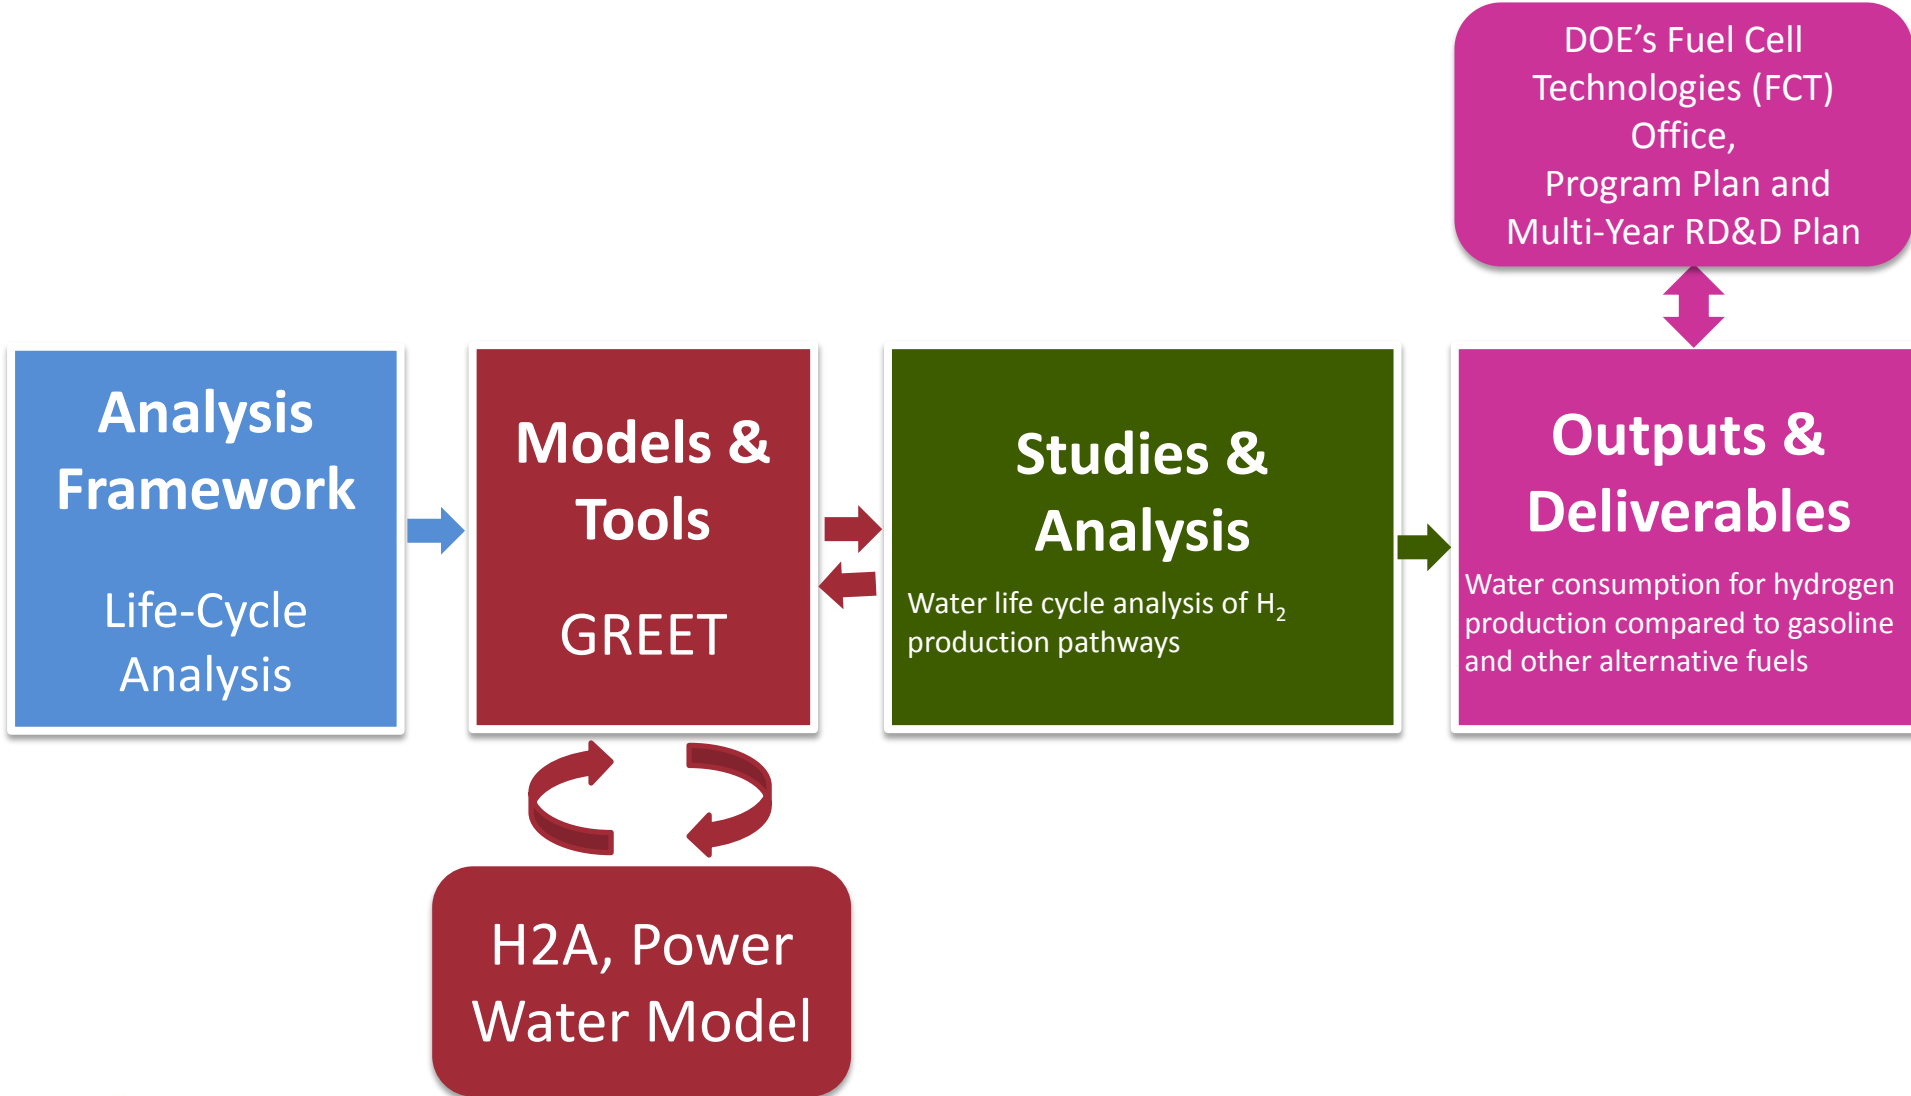 DOE’s Fuel Cell
Technologies (FCT)
Office,
Program Plan and
Multi-Year RD&D Plan
Analysis
Framework
Life-Cycle
Analysis
Models &
Tools
GREET
Studies &
Analysis
Water life cycle analysis of H₂
production pathways
Outputs &
Deliverables
Water consumption for hydrogen
production compared to gasoline
and other alternative fuels
H2A, Power
Water Model